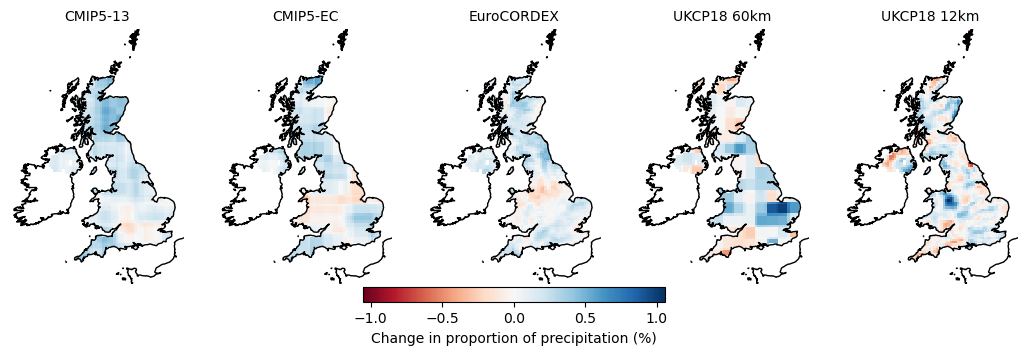 CMIP5-13
CMIP5-EC
EuroCORDEX
UKCP18 60km
UKCP18 12km
−1.0
−0.5
0.0
0.5
1.0
Change in proportion of precipitation (%)